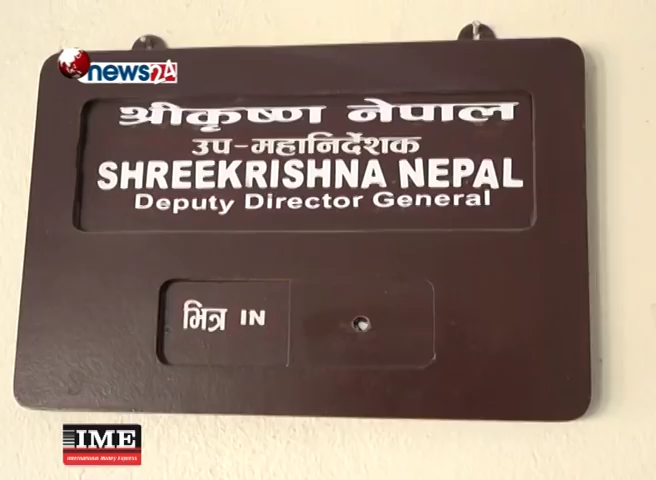 news24
श्रीकृष्ण नेपाल
उप-महानिर्देशक
SHREEKRISHNA NEPAL
Deputy Director General
भित्र IN
IME
International Money Express